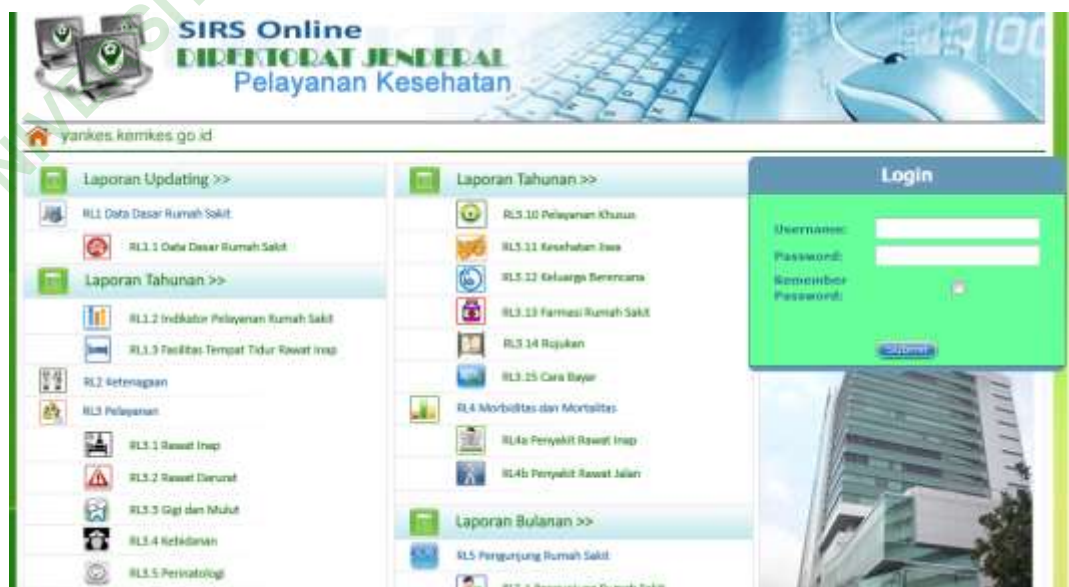 SIRS Online
DIREKTORAT JENDERAL
Pelayanan Kesehatan
yankes.kemkes.go.id
Laporan Updating >>
RL1 Data Dasar Rumah Sakit
RL1.1 Data Dasar Rumah Sakit
Laporan Tahunan >>
RL1.2 Indikator Pelayanan Rumah Sakit
RL1.3 Fasilitas Tempat Tidur Rawat Inap
RL2 Ketenagaan
RL3 Pelayanan
RL3.1 Rawat Inap
RL3.2 Rawat Darurat
RL3.3 Gigi dan Mulut
RL3.4 Kebidanan
RL3.5 Perinatologi
Laporan Tahunan >>
RL3.10 Pelayanan Khusus
RL3.11 Kesehatan Jiwa
RL3.12 Keluarga Berencana
RL3.13 Farmasi Rumah Sakit
RL3.14 Rujukan
RL3.15 Cara Bayar
RL4 Morbiditas dan Mortalitas
RL4a Penyakit Rawat Inap
RL4b Penyakit Rawat Jalan
Laporan Bulanan >>
RL5 Pengunjung Rumah Sakit
Login
Username:
Password:
Remember
Password:
Submit